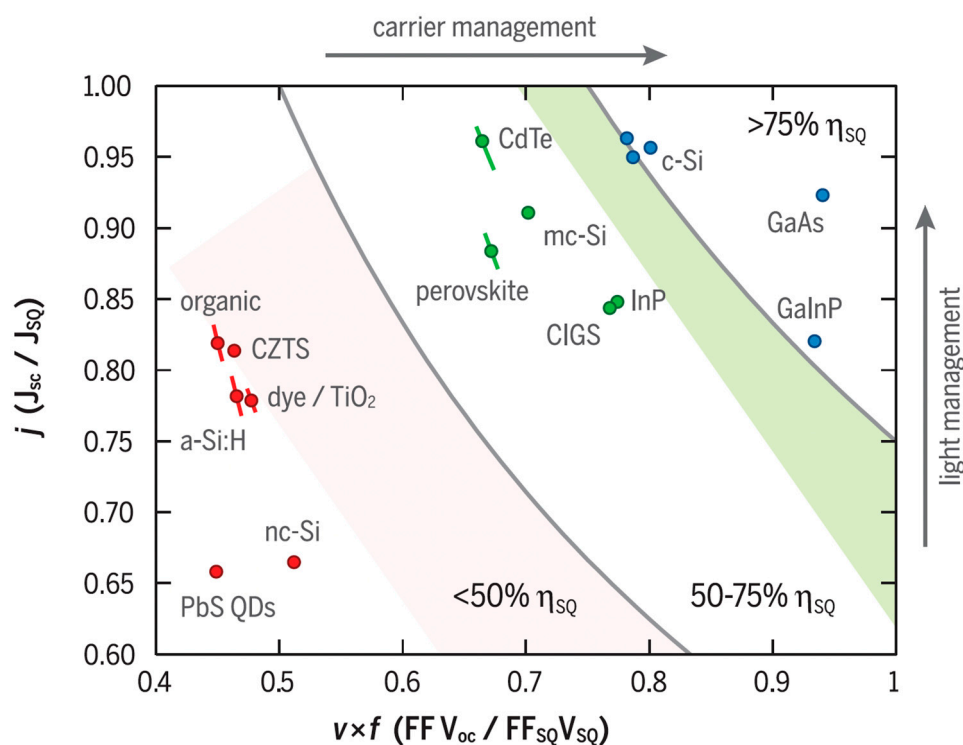 carrier management
1.00
0.95
0.90
0.85
0.80
0.75
0.70
0.65
0.60
j (Jsc / JSQ)
CdTe
c-Si
>75% ηSQ
mc-Si
GaAs
perovskite
InP
CIGS
GaInP
organic
CZTS
dye / TiO2
a-Si:H
nc-Si
PbS QDs
<50% ηSQ
50-75% ηSQ
light management
0.4
0.5
0.6
0.7
0.8
0.9
1
v×f (FF Voc / FFSQVSQ)